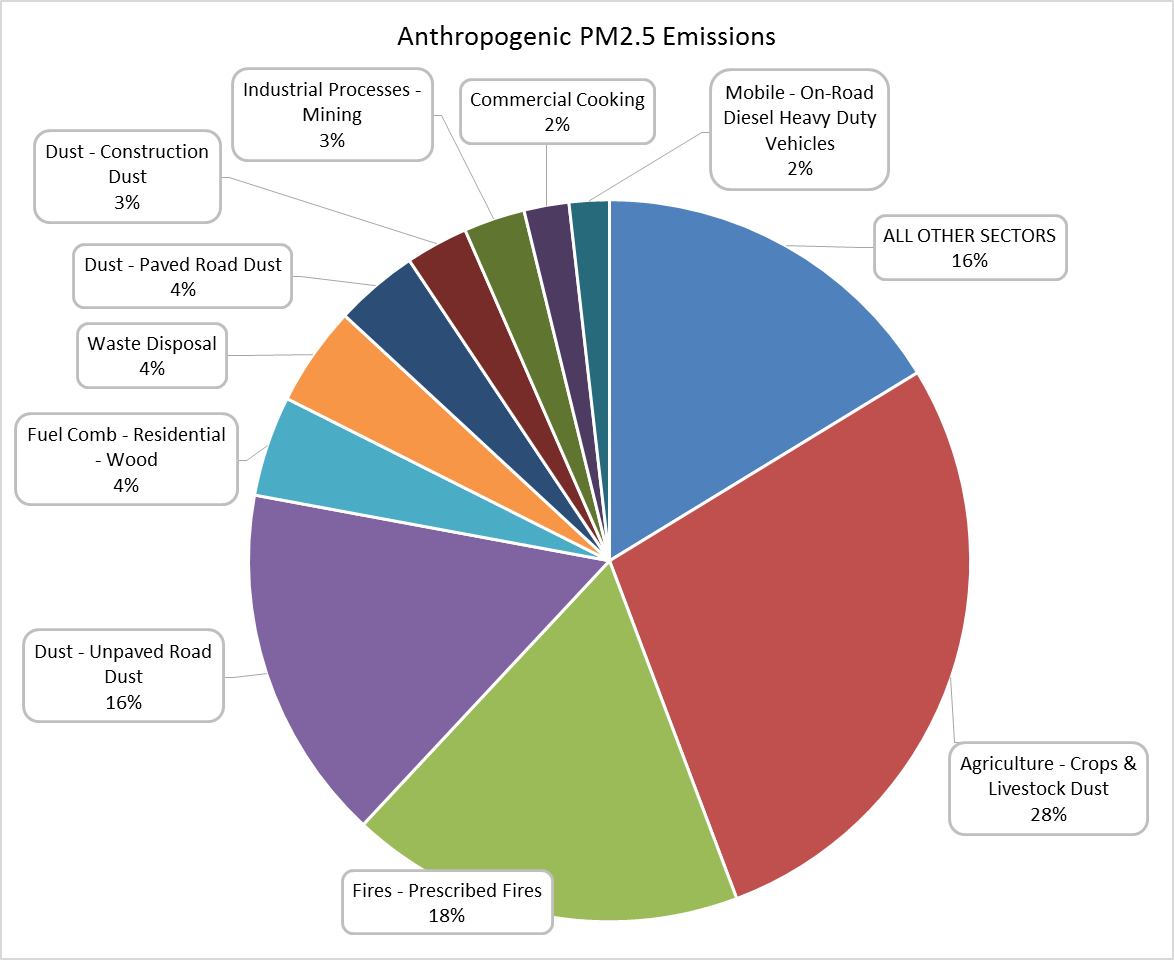 Anthropogenic PM2.5 Emissions
Industrial Processes -
Mining
3%
Commercial Cooking
2%
Mobile - On-Road
Diesel Heavy Duty
Vehicles
2%
Dust - Construction
Dust
3%
ALL OTHER SECTORS
16%
Dust - Paved Road Dust
4%
Waste Disposal
4%
Fuel Comb - Residential
- Wood
4%
Dust - Unpaved Road
Dust
16%
Agriculture - Crops &
Livestock Dust
28%
Fires - Prescribed Fires
18%